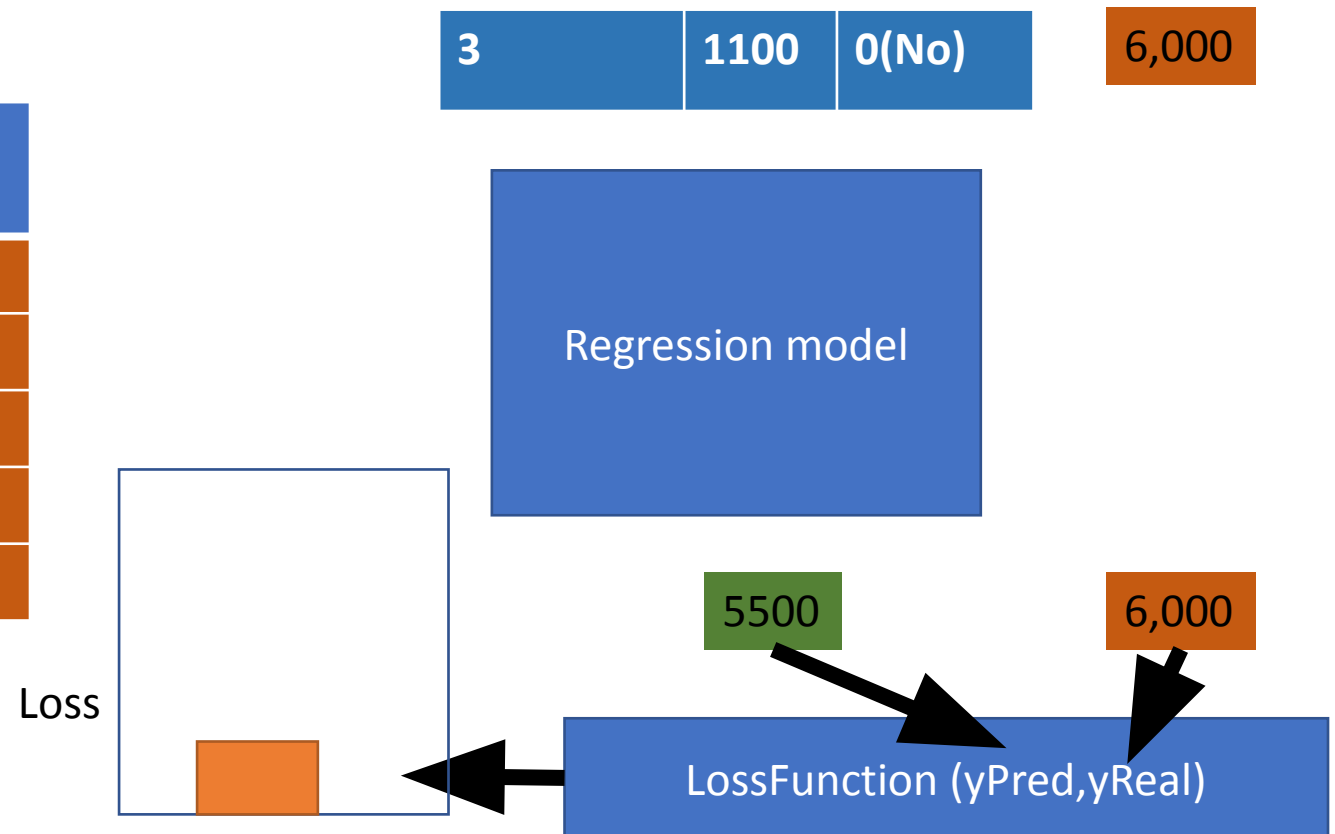 3 1100 0(No) 6,000
Regression model
5500 6,000
Loss
LossFunction (yPred,yReal)